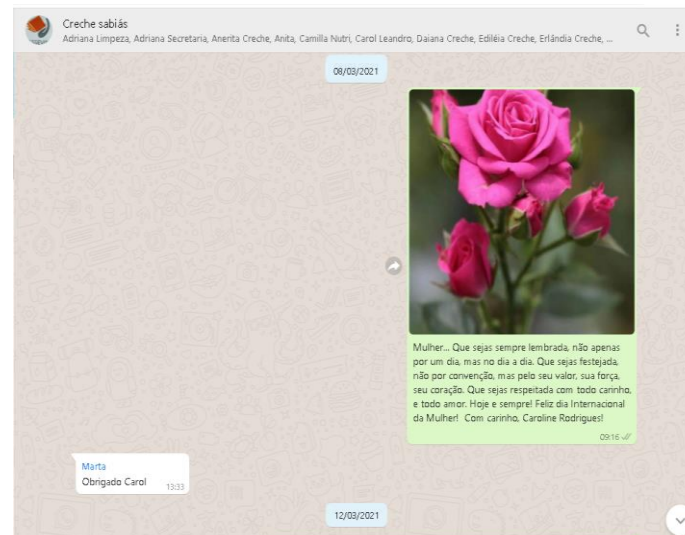 Creche sabiás
Adriana Limpeza, Adriana Secretaria, Anerita Creche, Anita, Camilla Nutri, Carol Leandro, Daiana Creche, Ediléia Creche, Erlândia Creche, ...
08/03/2021
Mulher... Que sejas sempre lembrada, não apenas
por um dia, mas no dia a dia. Que sejas festejada,
não por convenção, mas pelo seu valor, sua força,
seu coração. Que sejas respeitada com todo carinho,
e todo amor. Hoje e sempre! Feliz dia Internacional
da Mulher! Com carinho, Caroline Rodrigues!
09:16
Marta
Obrigado Carol 13:33
12/03/2021